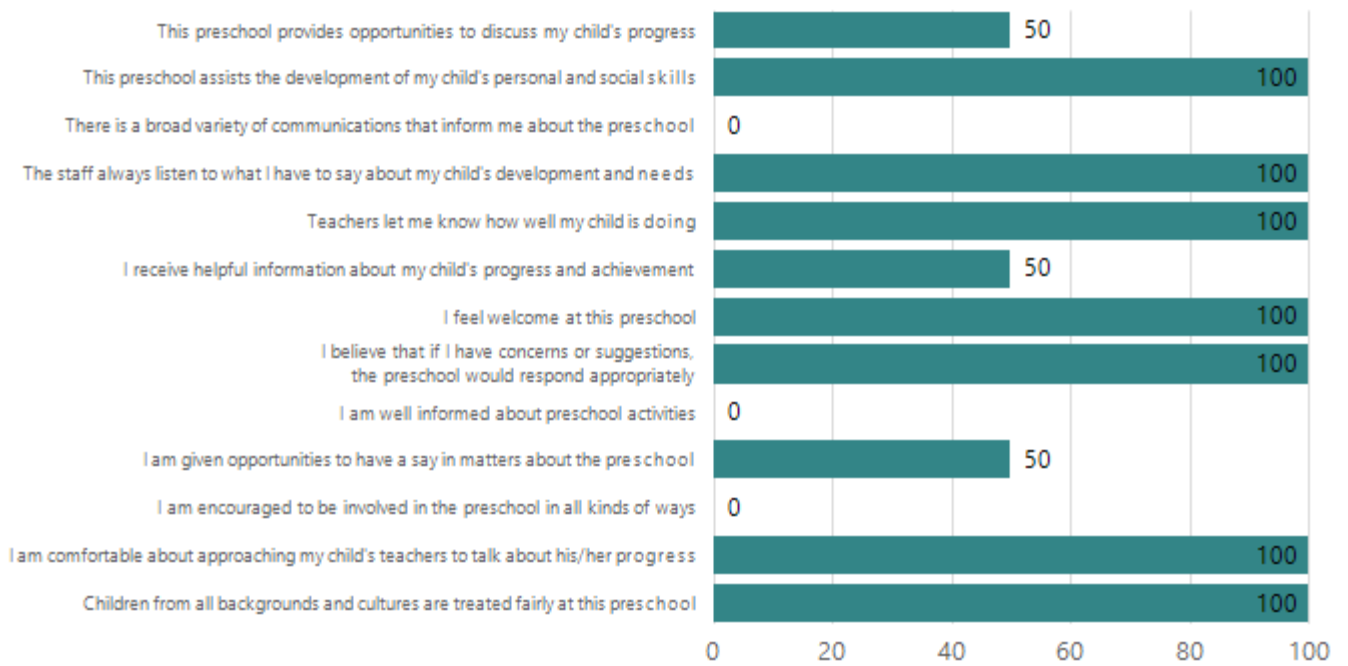 This preschool provides opportunities to discuss my child's progress 50
This preschool assists the development of my child's personal and social skills 100
There is a broad variety of communications that inform me about the preschool 0
The staff always listen to what I have to say about my child's development and needs 100
Teachers let me know how well my child is doing 100
I receive helpful information about my child's progress and achievement 50
I feel welcome at this preschool 100
I believe that if I have concerns or suggestions,
the preschool would respond appropriately 100
I am well informed about preschool activities 0
I am given opportunities to have a say in matters about the preschool 50
I am encouraged to be involved in the preschool in all kinds of ways 0
I am comfortable about approaching my child's teachers to talk about his/her progress 100
Children from all backgrounds and cultures are treated fairly at this preschool 100
0 20 40 60 80 100